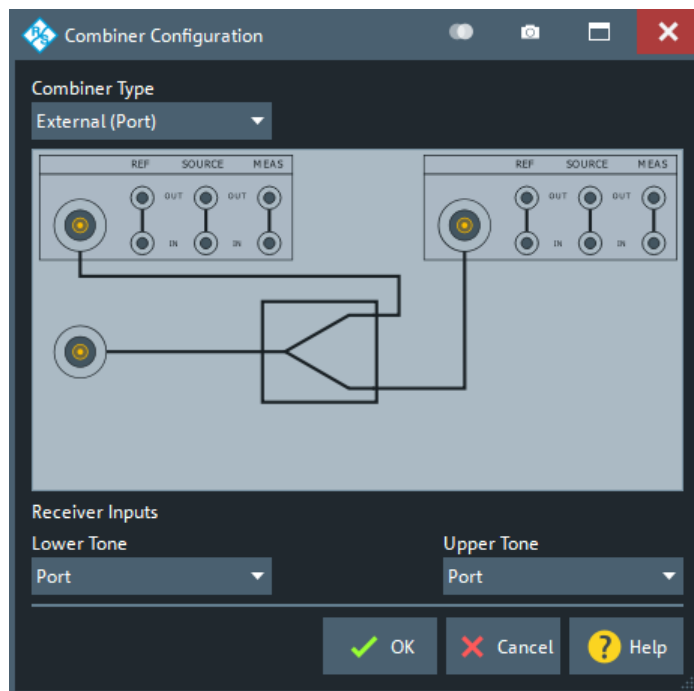 R&S Combiner Configuration
Combiner Type
External (Port)
REF SOURCE MEAS REF SOURCE MEAS
OUT OUT OUT OUT
IN IN IN IN
Receiver Inputs
Lower Tone Upper Tone
Port Port
OK Cancel ? Help